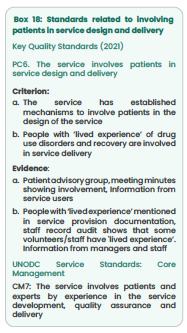 Box 18: Standards related to involving
patients in service design and delivery
Key Quality Standards (2021)
PC6. The service involves patients in
service design and delivery
Criterion:
a. The service has established
mechanisms to involve patients in the
design of the service
b. People with ‘lived experience’ of drug
use disorders and recovery are involved
in service delivery
Evidence:
a. Patient advisory group, meeting minutes
showing involvement, Information from
service users
b. People with ‘lived experience’ mentioned
in service provision documentation,
staff record audit shows that some
volunteers/staff have ‘lived experience’.
Information from managers and staff
UNODC Service Standards: Core
Management
CM7: The service involves patients and
experts by experience in the service
development, quality assurance and
delivery